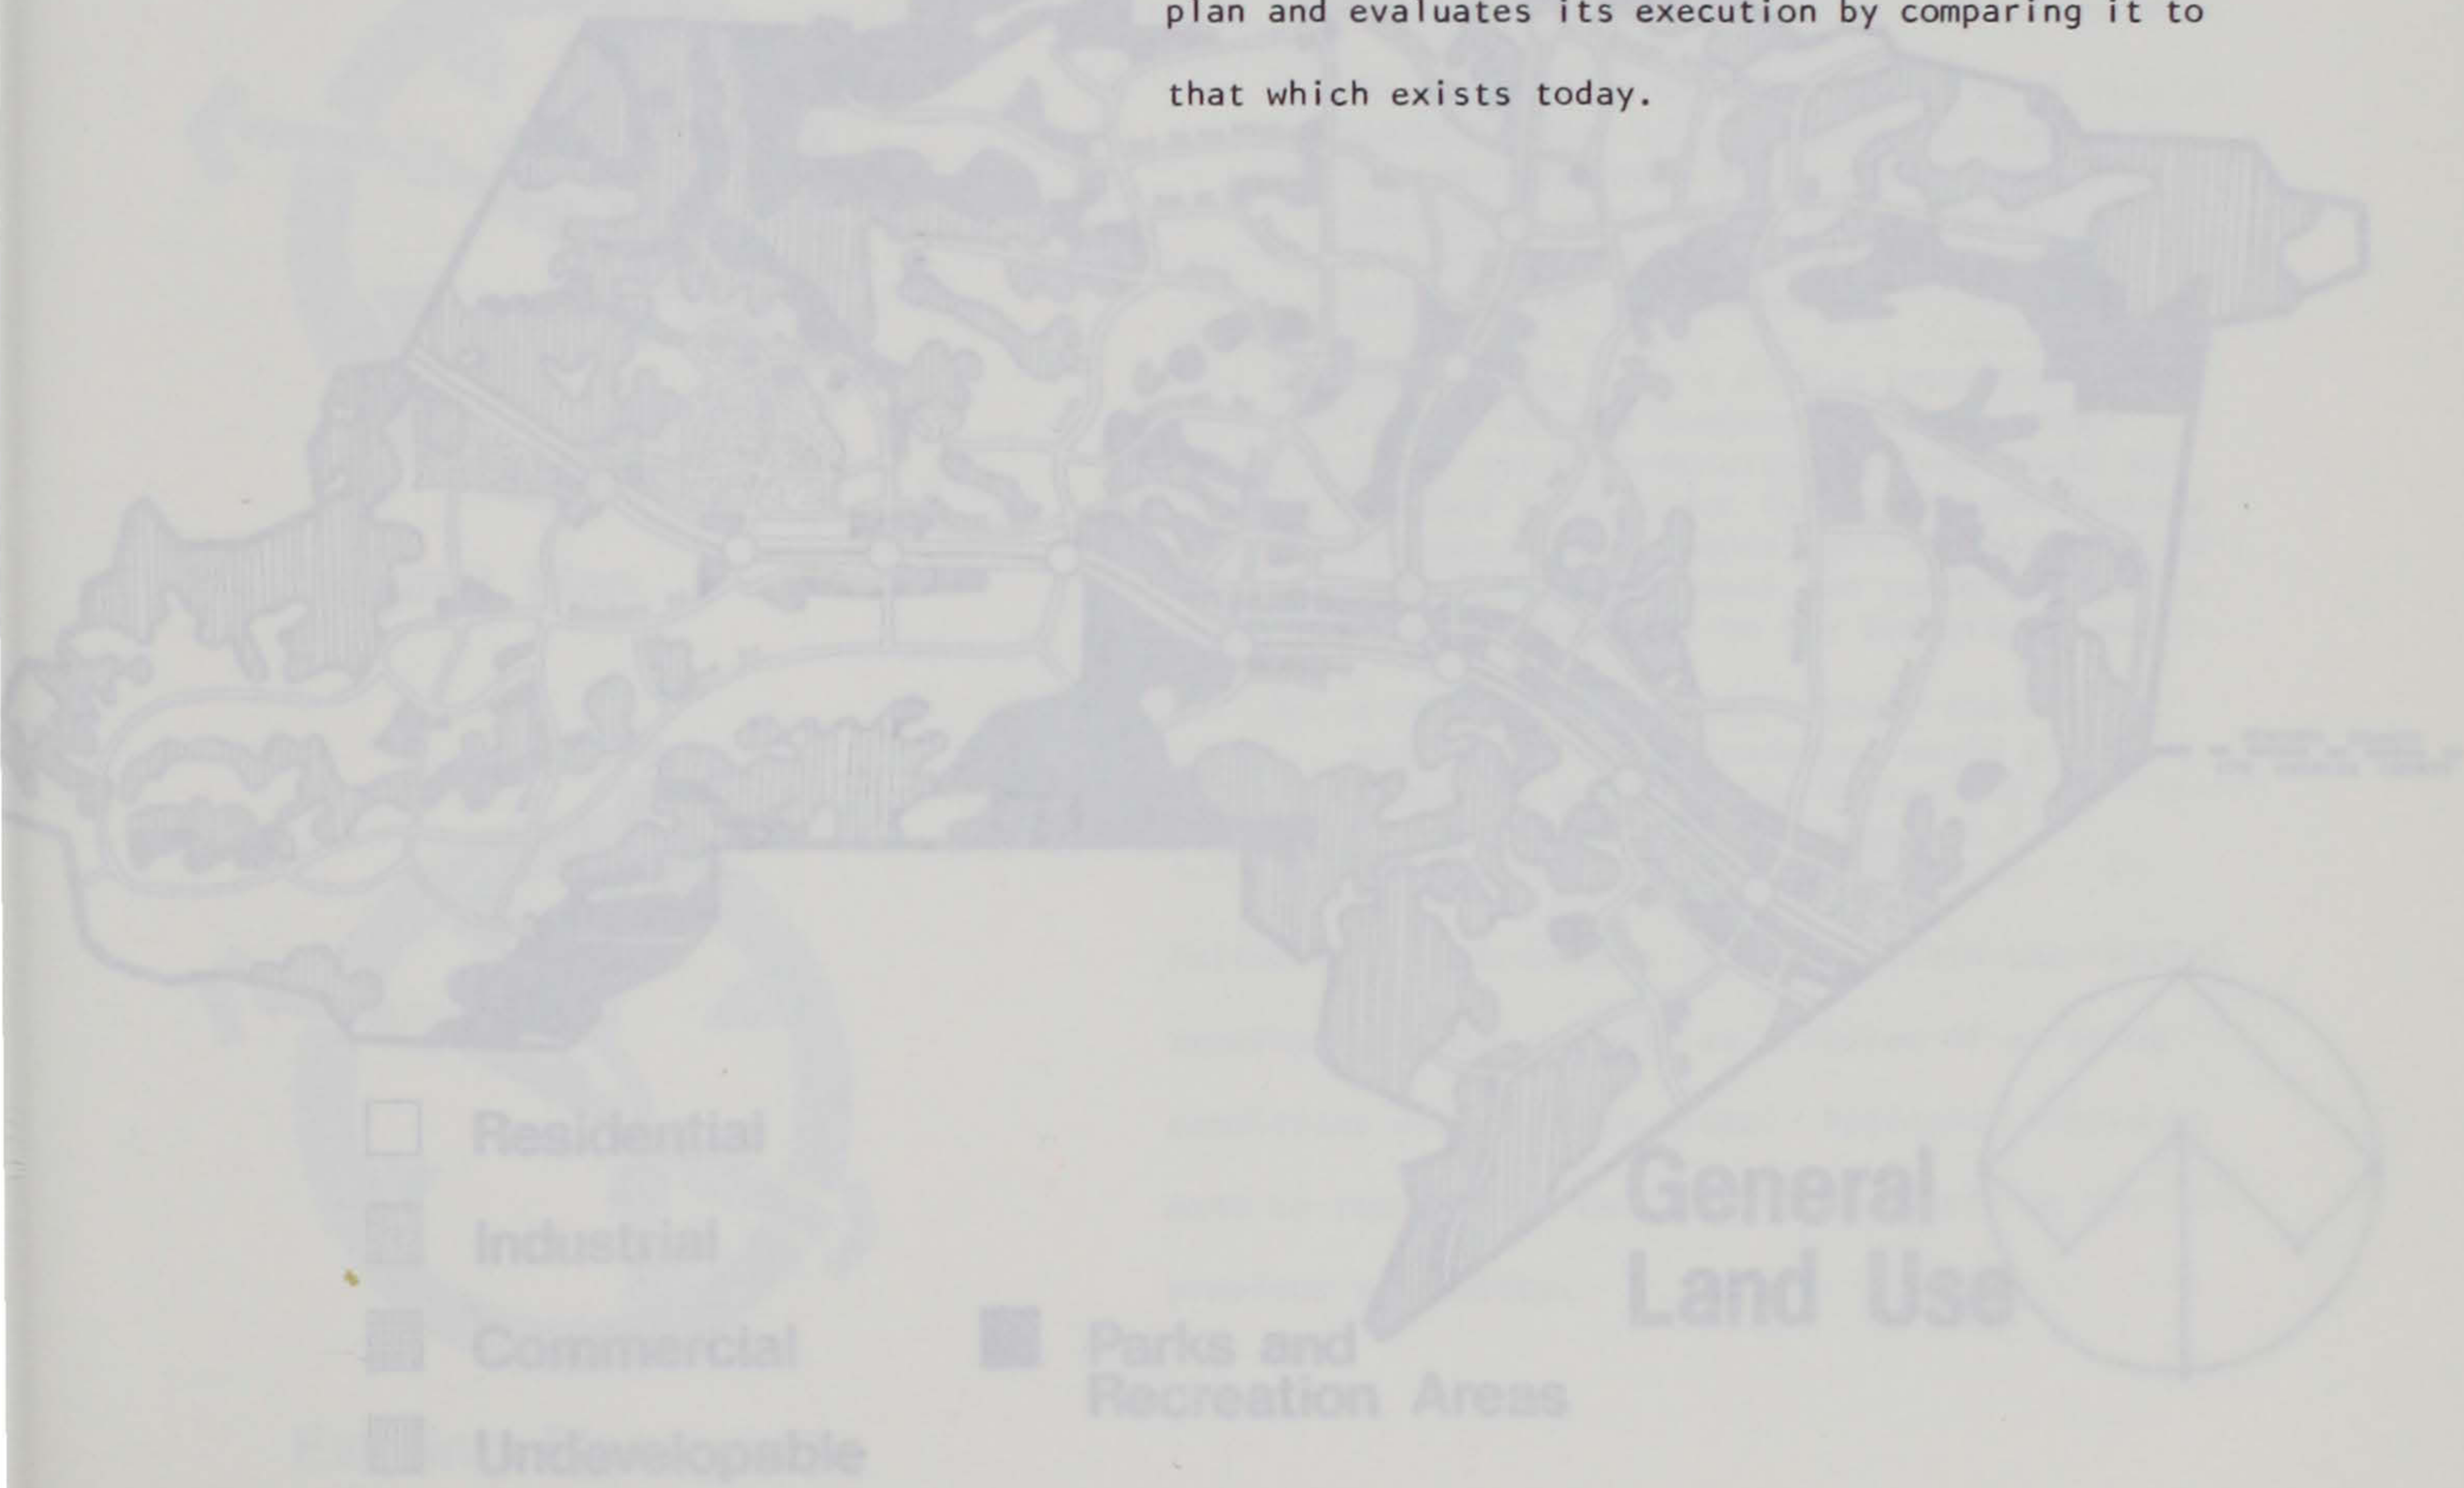 plan and evaluates its execution by comparing it to
that which exists today.
Residential
Industrial
Commercial
Undevelopable
Parks and
Recreation Areas
General
Land Use